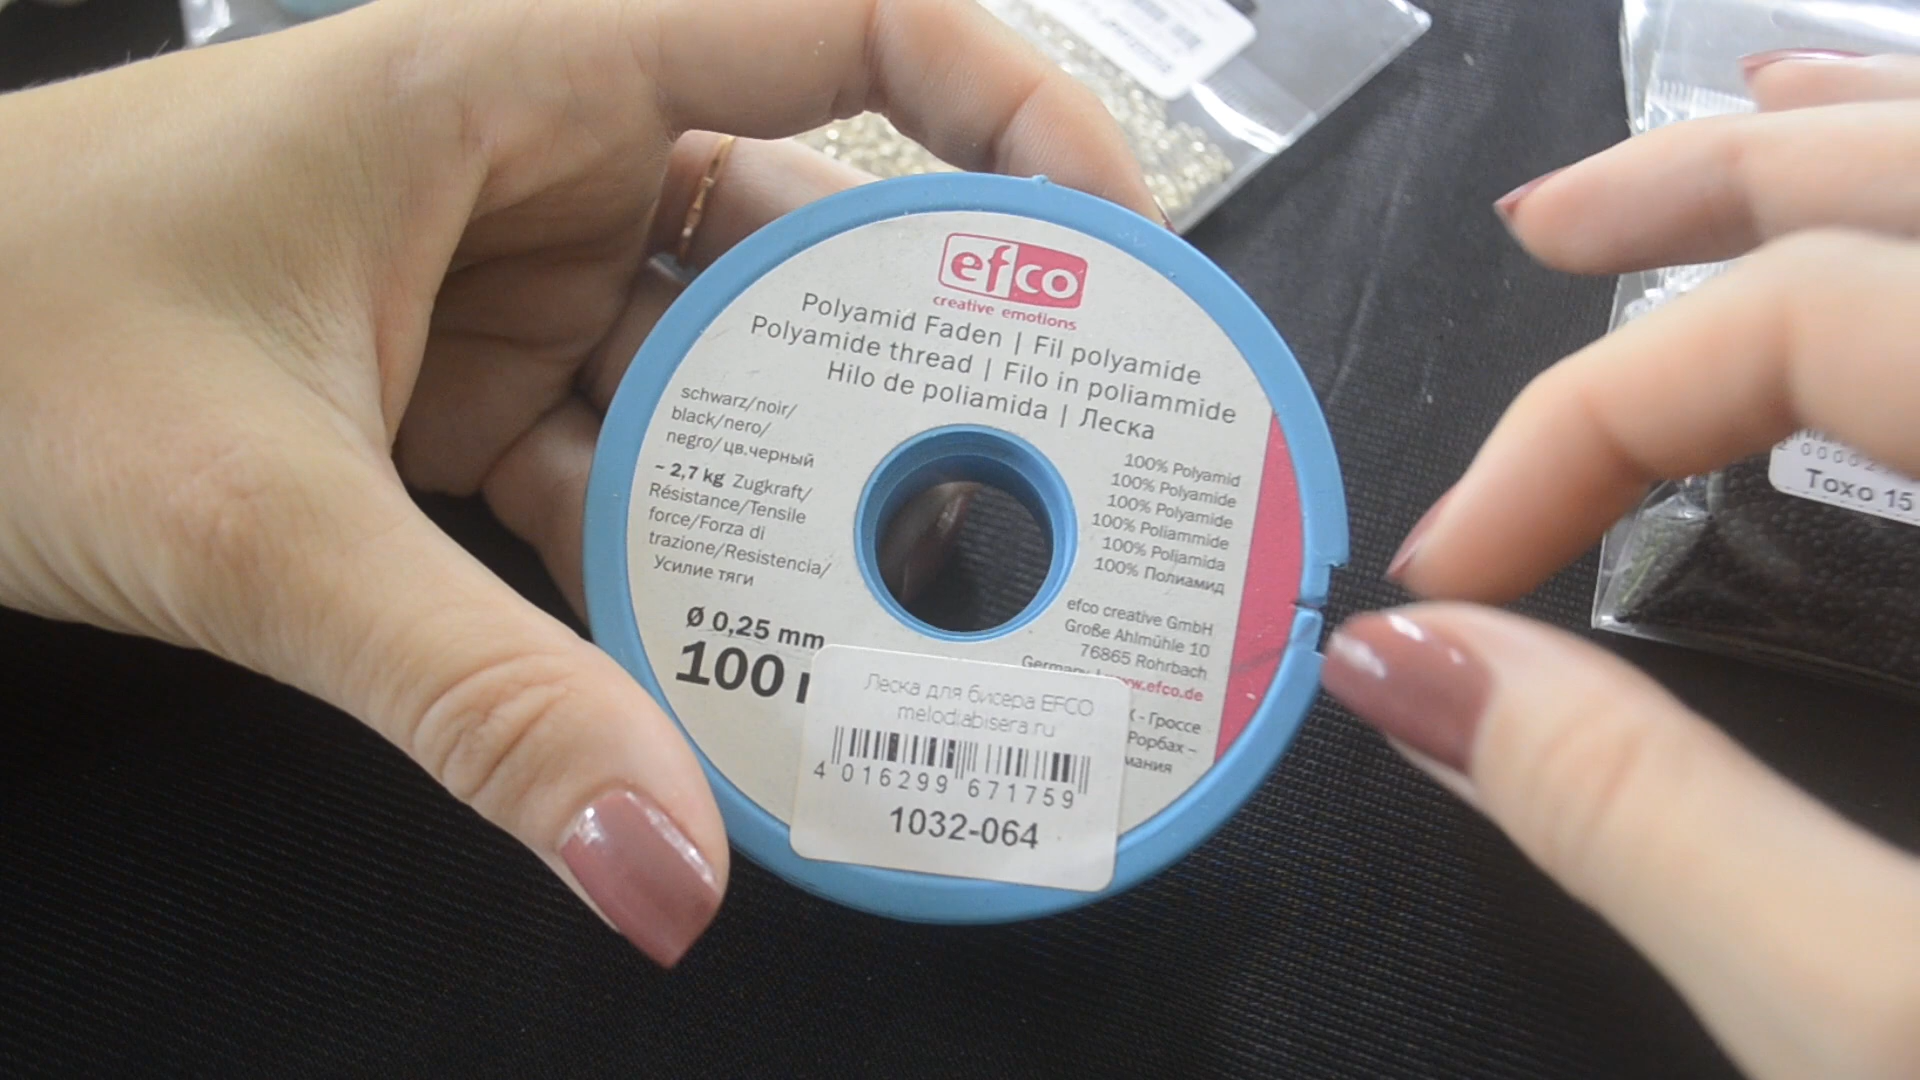 efco
creative emotions
Polyamid Faden | Fil polyamide
Polyamide thread | Filo in poliammide
Hilo de poliamida | Леска
schwarz/noir/
black/nero/
negro/цв.черный
~ 2,7 kg Zugkraft/
Résistance/Tensile
force/Forza di
trazione/Resistencia/
Усилие тяги
Ø 0,25 mm
100
100% Polyamid
100% Polyamide
100% Polyamide
100% Poliammide
100% Poliamida
100% Полиамид
efco creative GmbH
Große Ahlmühle 10
76865 Rohrbach
Germany
www.efco.de
- Гроссе
Рорбах –
Леска для бисера EFCO
melodiabisera.ru
4 016299 671759
1032-064
Тохо 15